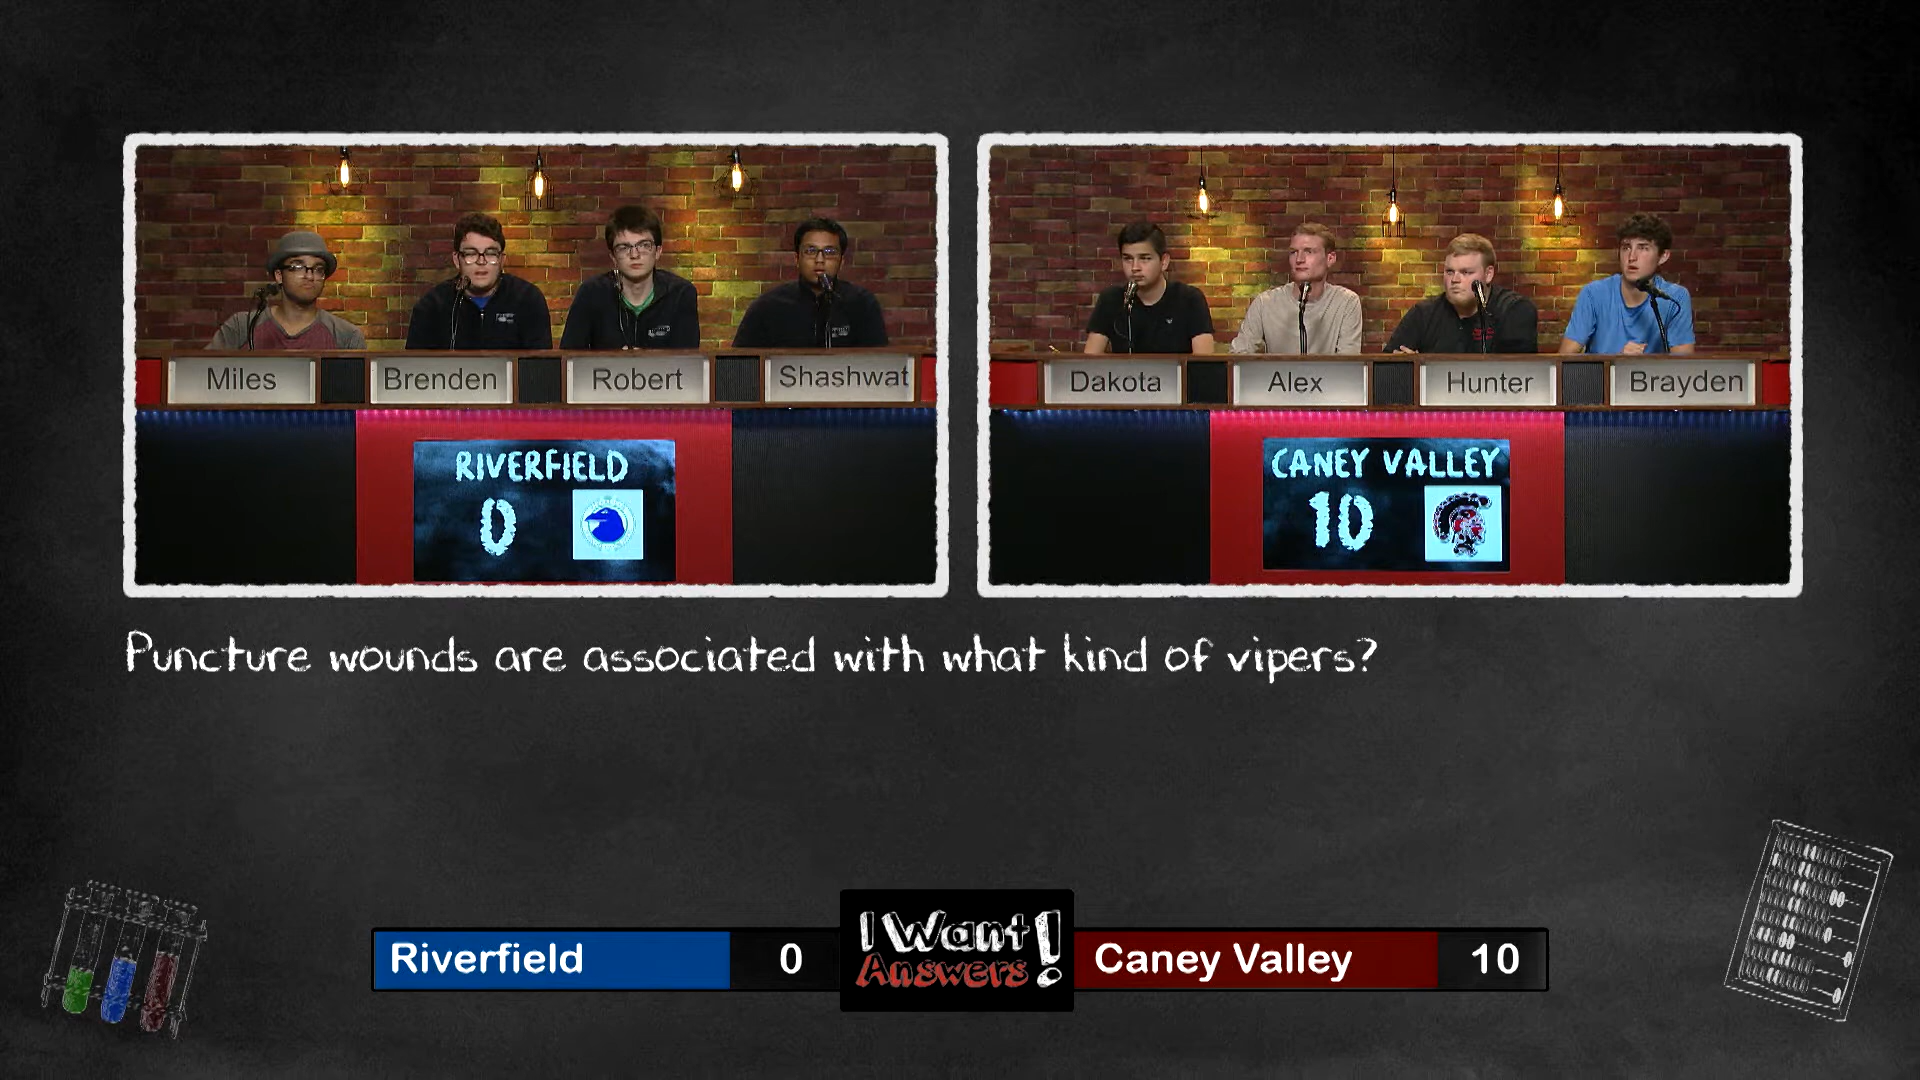 Miles
Brenden
Robert
Shashwat
RIVERFIELD
0
Dakota
Alex
Hunter
Brayden
CANEY VALLEY
10
Puncture wounds are associated with what kind of vipers?
Riverfield
0
I Want
Answers!
Caney Valley
10